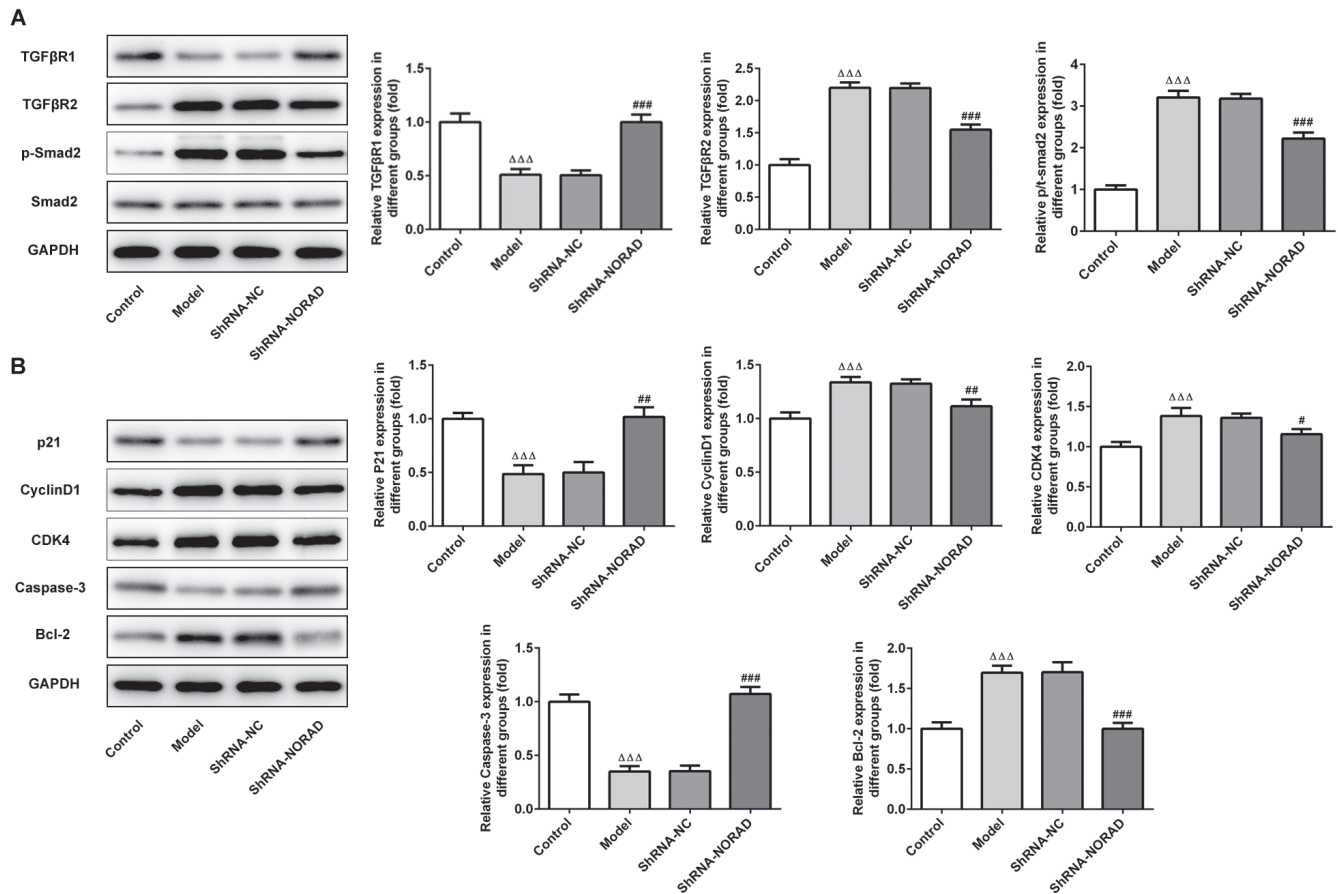 A
TGFβR1
TGFβR2
p-Smad2
Smad2
GAPDH
Control
Model
ShRNA-NC
ShRNA-NORAD
Relative TGFβR1 expression in
different groups (fold)
1.5
1.0
0.5
0.0
ΔΔΔ
###
Control
Model
ShRNA-NC
ShRNA-NORAD
Relative TGFβR2 expression in
different groups (fold)
2.5
2.0
1.5
1.0
0.5
0.0
ΔΔΔ
###
Control
Model
ShRNA-NC
ShRNA-NORAD
Relative p/t-smad2 expression in
different groups (fold)
4
3
2
1
0
ΔΔΔ
###
Control
Model
ShRNA-NC
ShRNA-NORAD
B
p21
CyclinD1
CDK4
Caspase-3
Bcl-2
GAPDH
Control
Model
ShRNA-NC
ShRNA-NORAD
Relative P21 expression in
different groups (fold)
1.5
1.0
0.5
0.0
ΔΔΔ
##
Control
Model
ShRNA-NC
ShRNA-NORAD
Relative CyclinD1 expression in
different groups (fold)
1.5
1.0
0.5
0.0
ΔΔΔ
##
Control
Model
ShRNA-NC
ShRNA-NORAD
Relative CDK4 expression in
different groups (fold)
2.0
1.5
1.0
0.5
0.0
ΔΔΔ
#
Control
Model
ShRNA-NC
ShRNA-NORAD
Relative Caspase-3 expression in
different groups (fold)
1.5
1.0
0.5
0.0
ΔΔΔ
###
Control
Model
ShRNA-NC
ShRNA-NORAD
Relative Bcl-2 expression in
different groups (fold)
2.0
1.5
1.0
0.5
0.0
ΔΔΔ
###
Control
Model
ShRNA-NC
ShRNA-NORAD